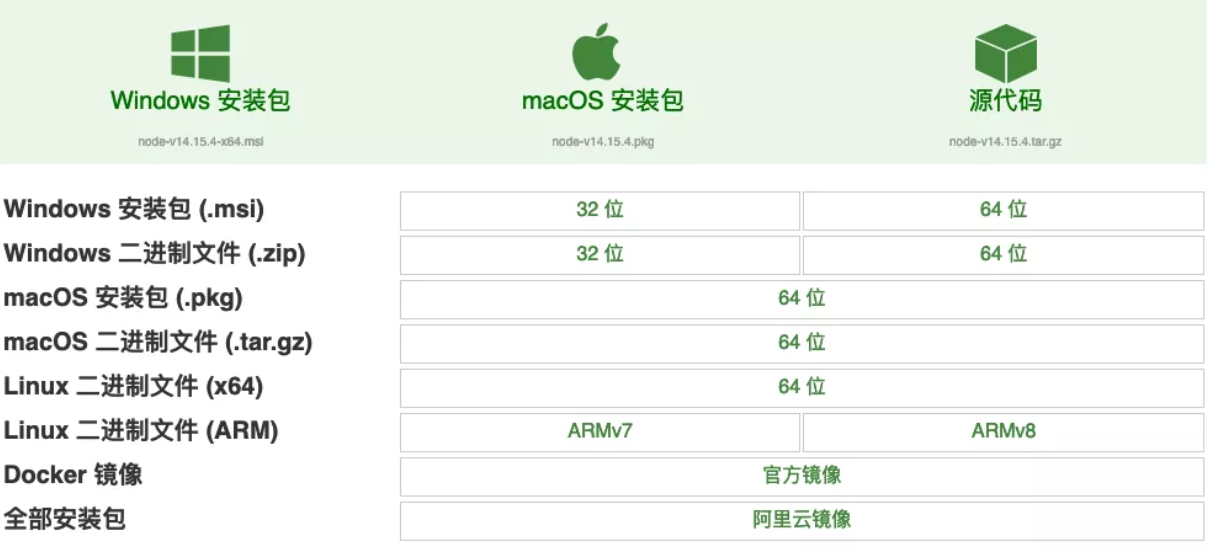 Windows 安装包 macOS 安装包 源代码
node-v14.15.4-x64.msi node-v14.15.4.pkg node-v14.15.4.tar.gz
Windows 安装包 (.msi) 32 位 64 位
Windows 二进制文件 (.zip) 32 位 64 位
macOS 安装包 (.pkg) 64 位
macOS 二进制文件 (.tar.gz) 64 位
Linux 二进制文件 (x64) 64 位
Linux 二进制文件 (ARM) ARMv7 ARMv8
Docker 镜像 官方镜像
全部安装包 阿里云镜像